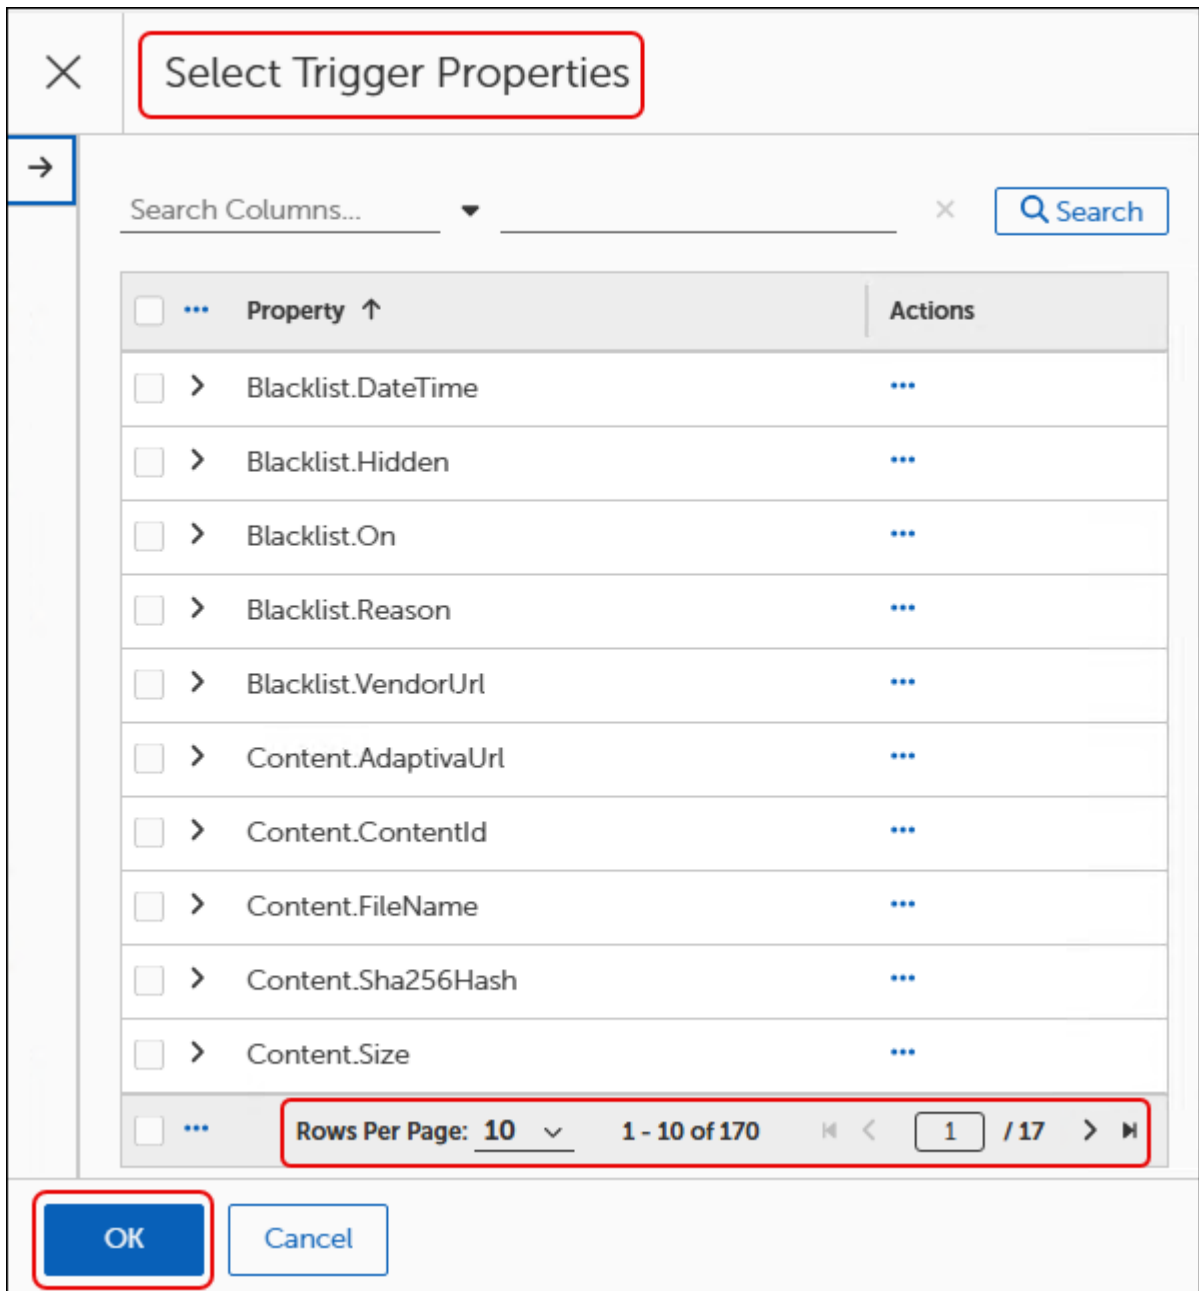 Select Trigger Properties
Search Columns... Search
Property Actions
Blacklist.DateTime
Blacklist.Hidden
Blacklist.On
Blacklist.Reason
Blacklist.VendorUrl
Content.AdaptivaUrl
Content.ContentId
Content.FileName
Content.Sha256Hash
Content.Size
Rows Per Page: 10 1 - 10 of 170 1 / 17
OK Cancel